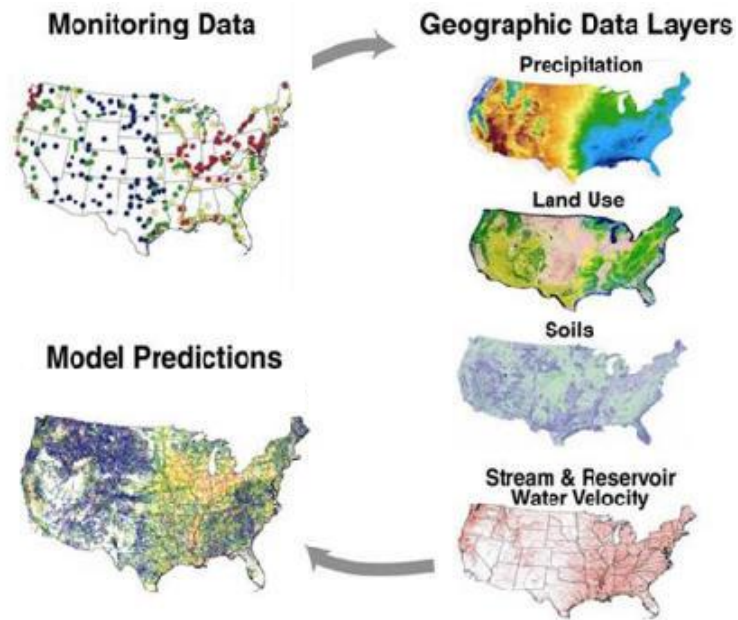 Monitoring Data
Geographic Data Layers
Precipitation
Land Use
Soils
Stream & Reservoir
Water Velocity
Model Predictions